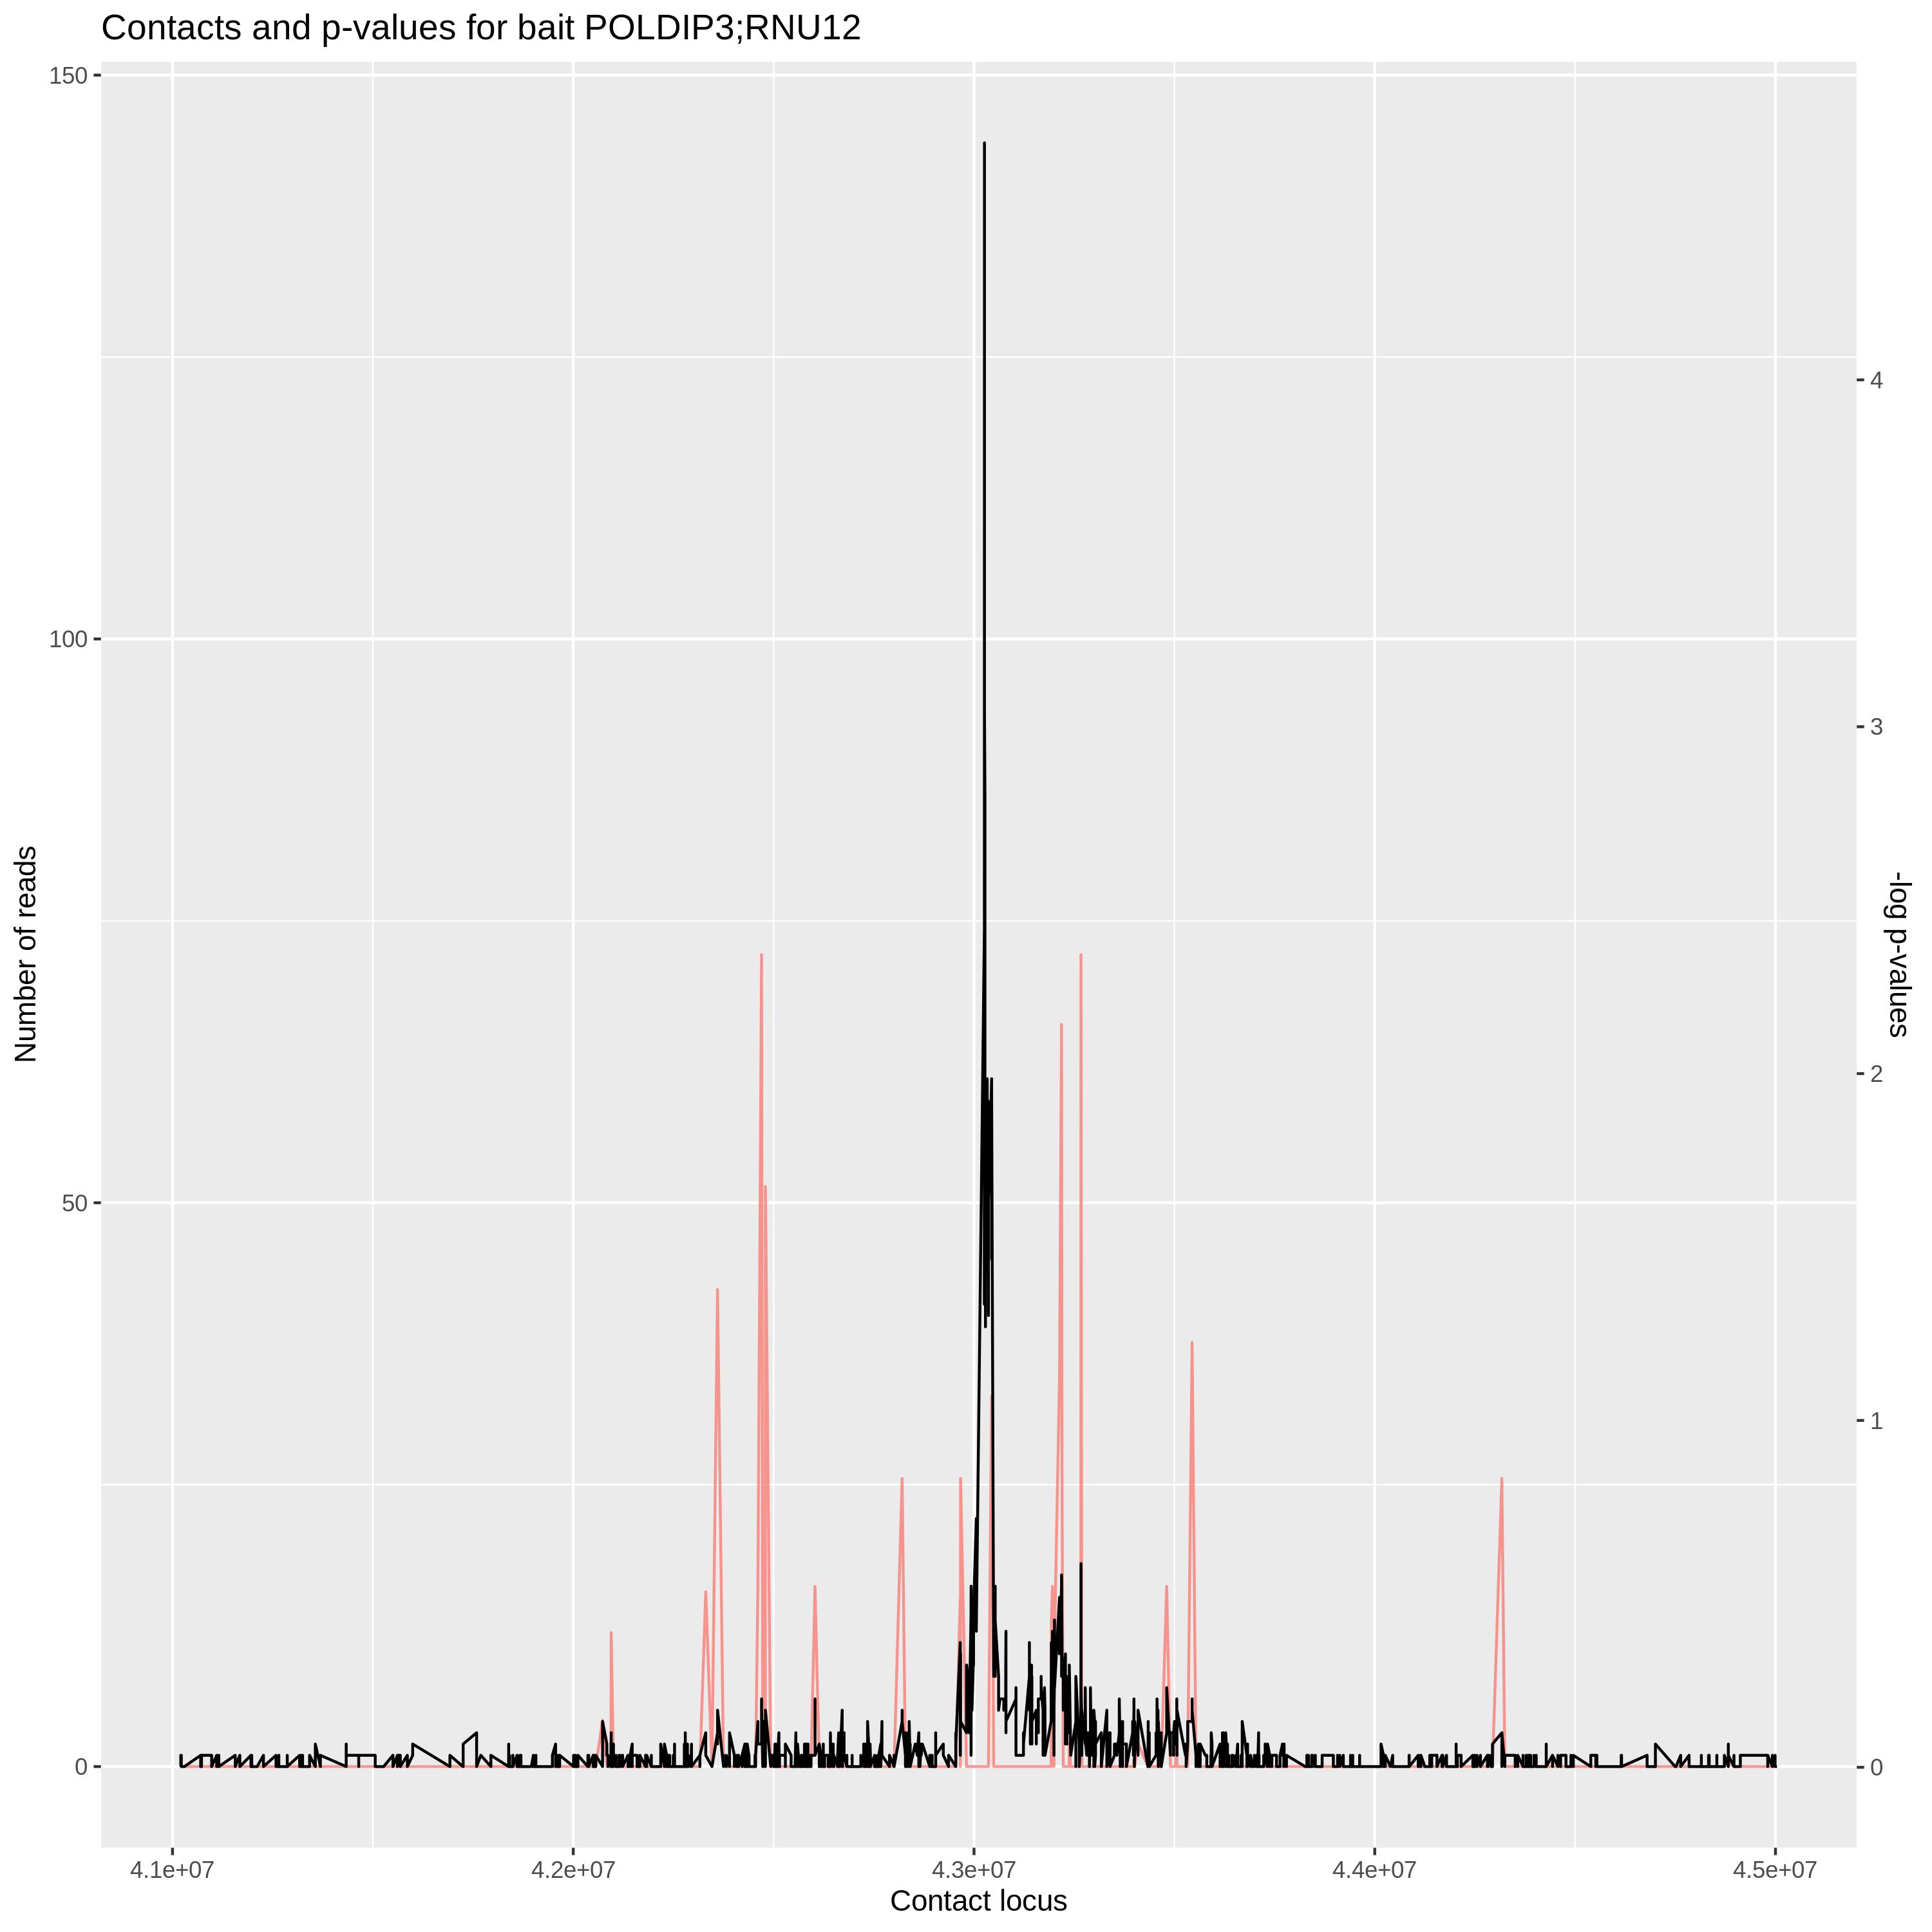 Contacts and p-values for bait POLDIP3;RNU12
150
100
50
0
Number of reads
4
3
2
1
0
-log p-values
4.1e+07 4.2e+07 4.3e+07 4.4e+07 4.5e+07
Contact locus